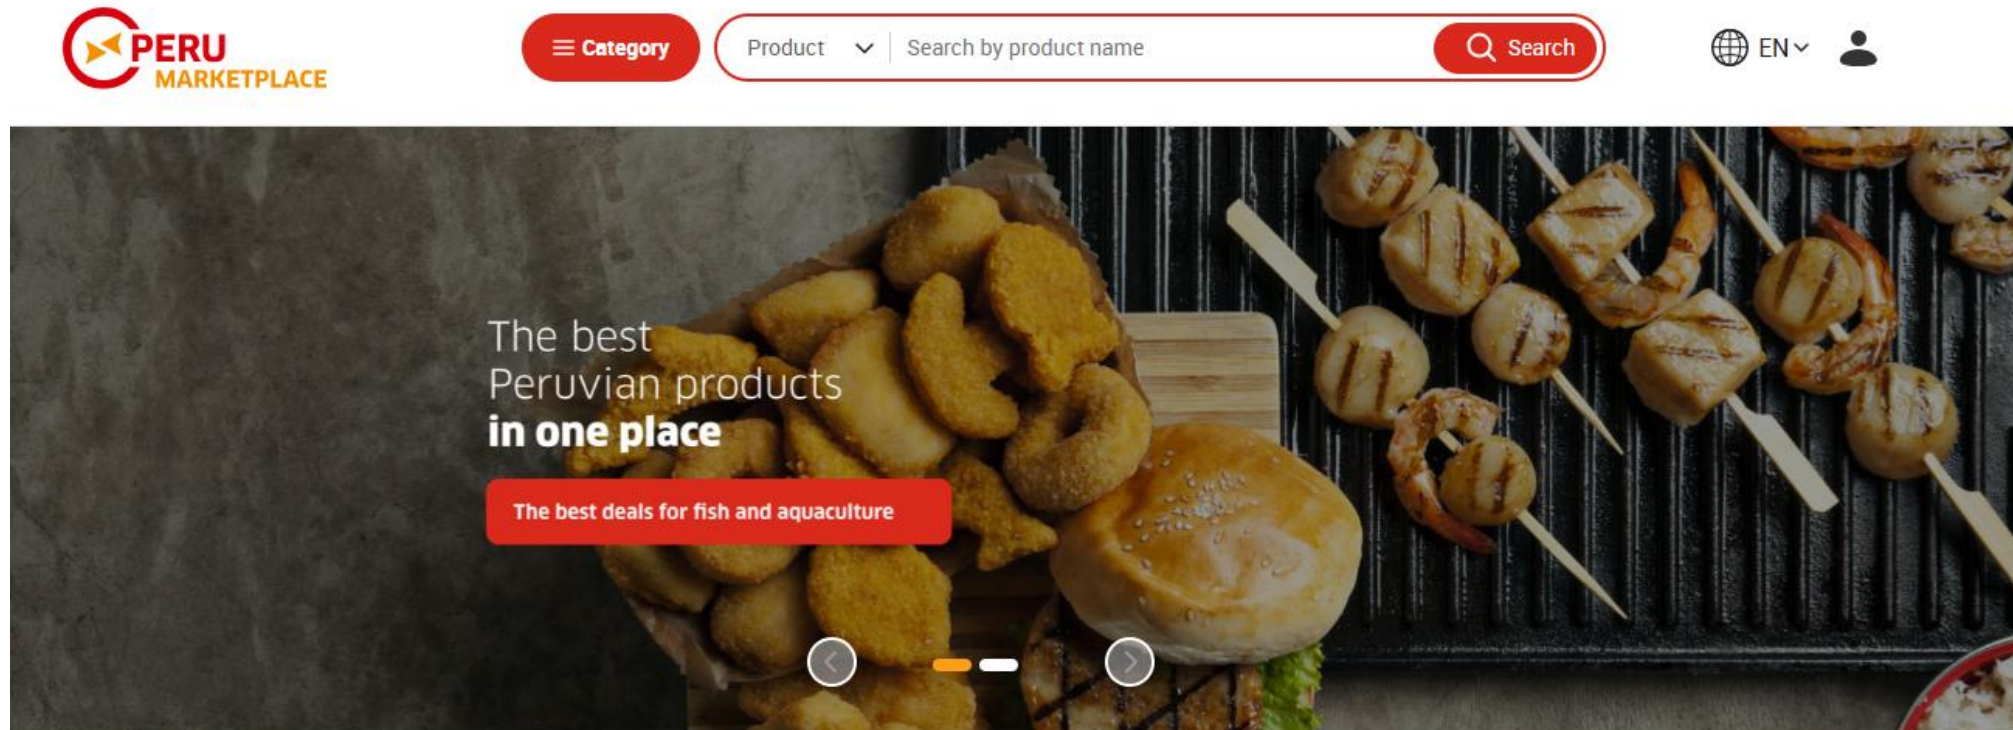 PERU
MARKETPLACE
Category
Product
Search by product name
Search
EN
The best
Peruvian products
in one place
The best deals for fish and aquaculture